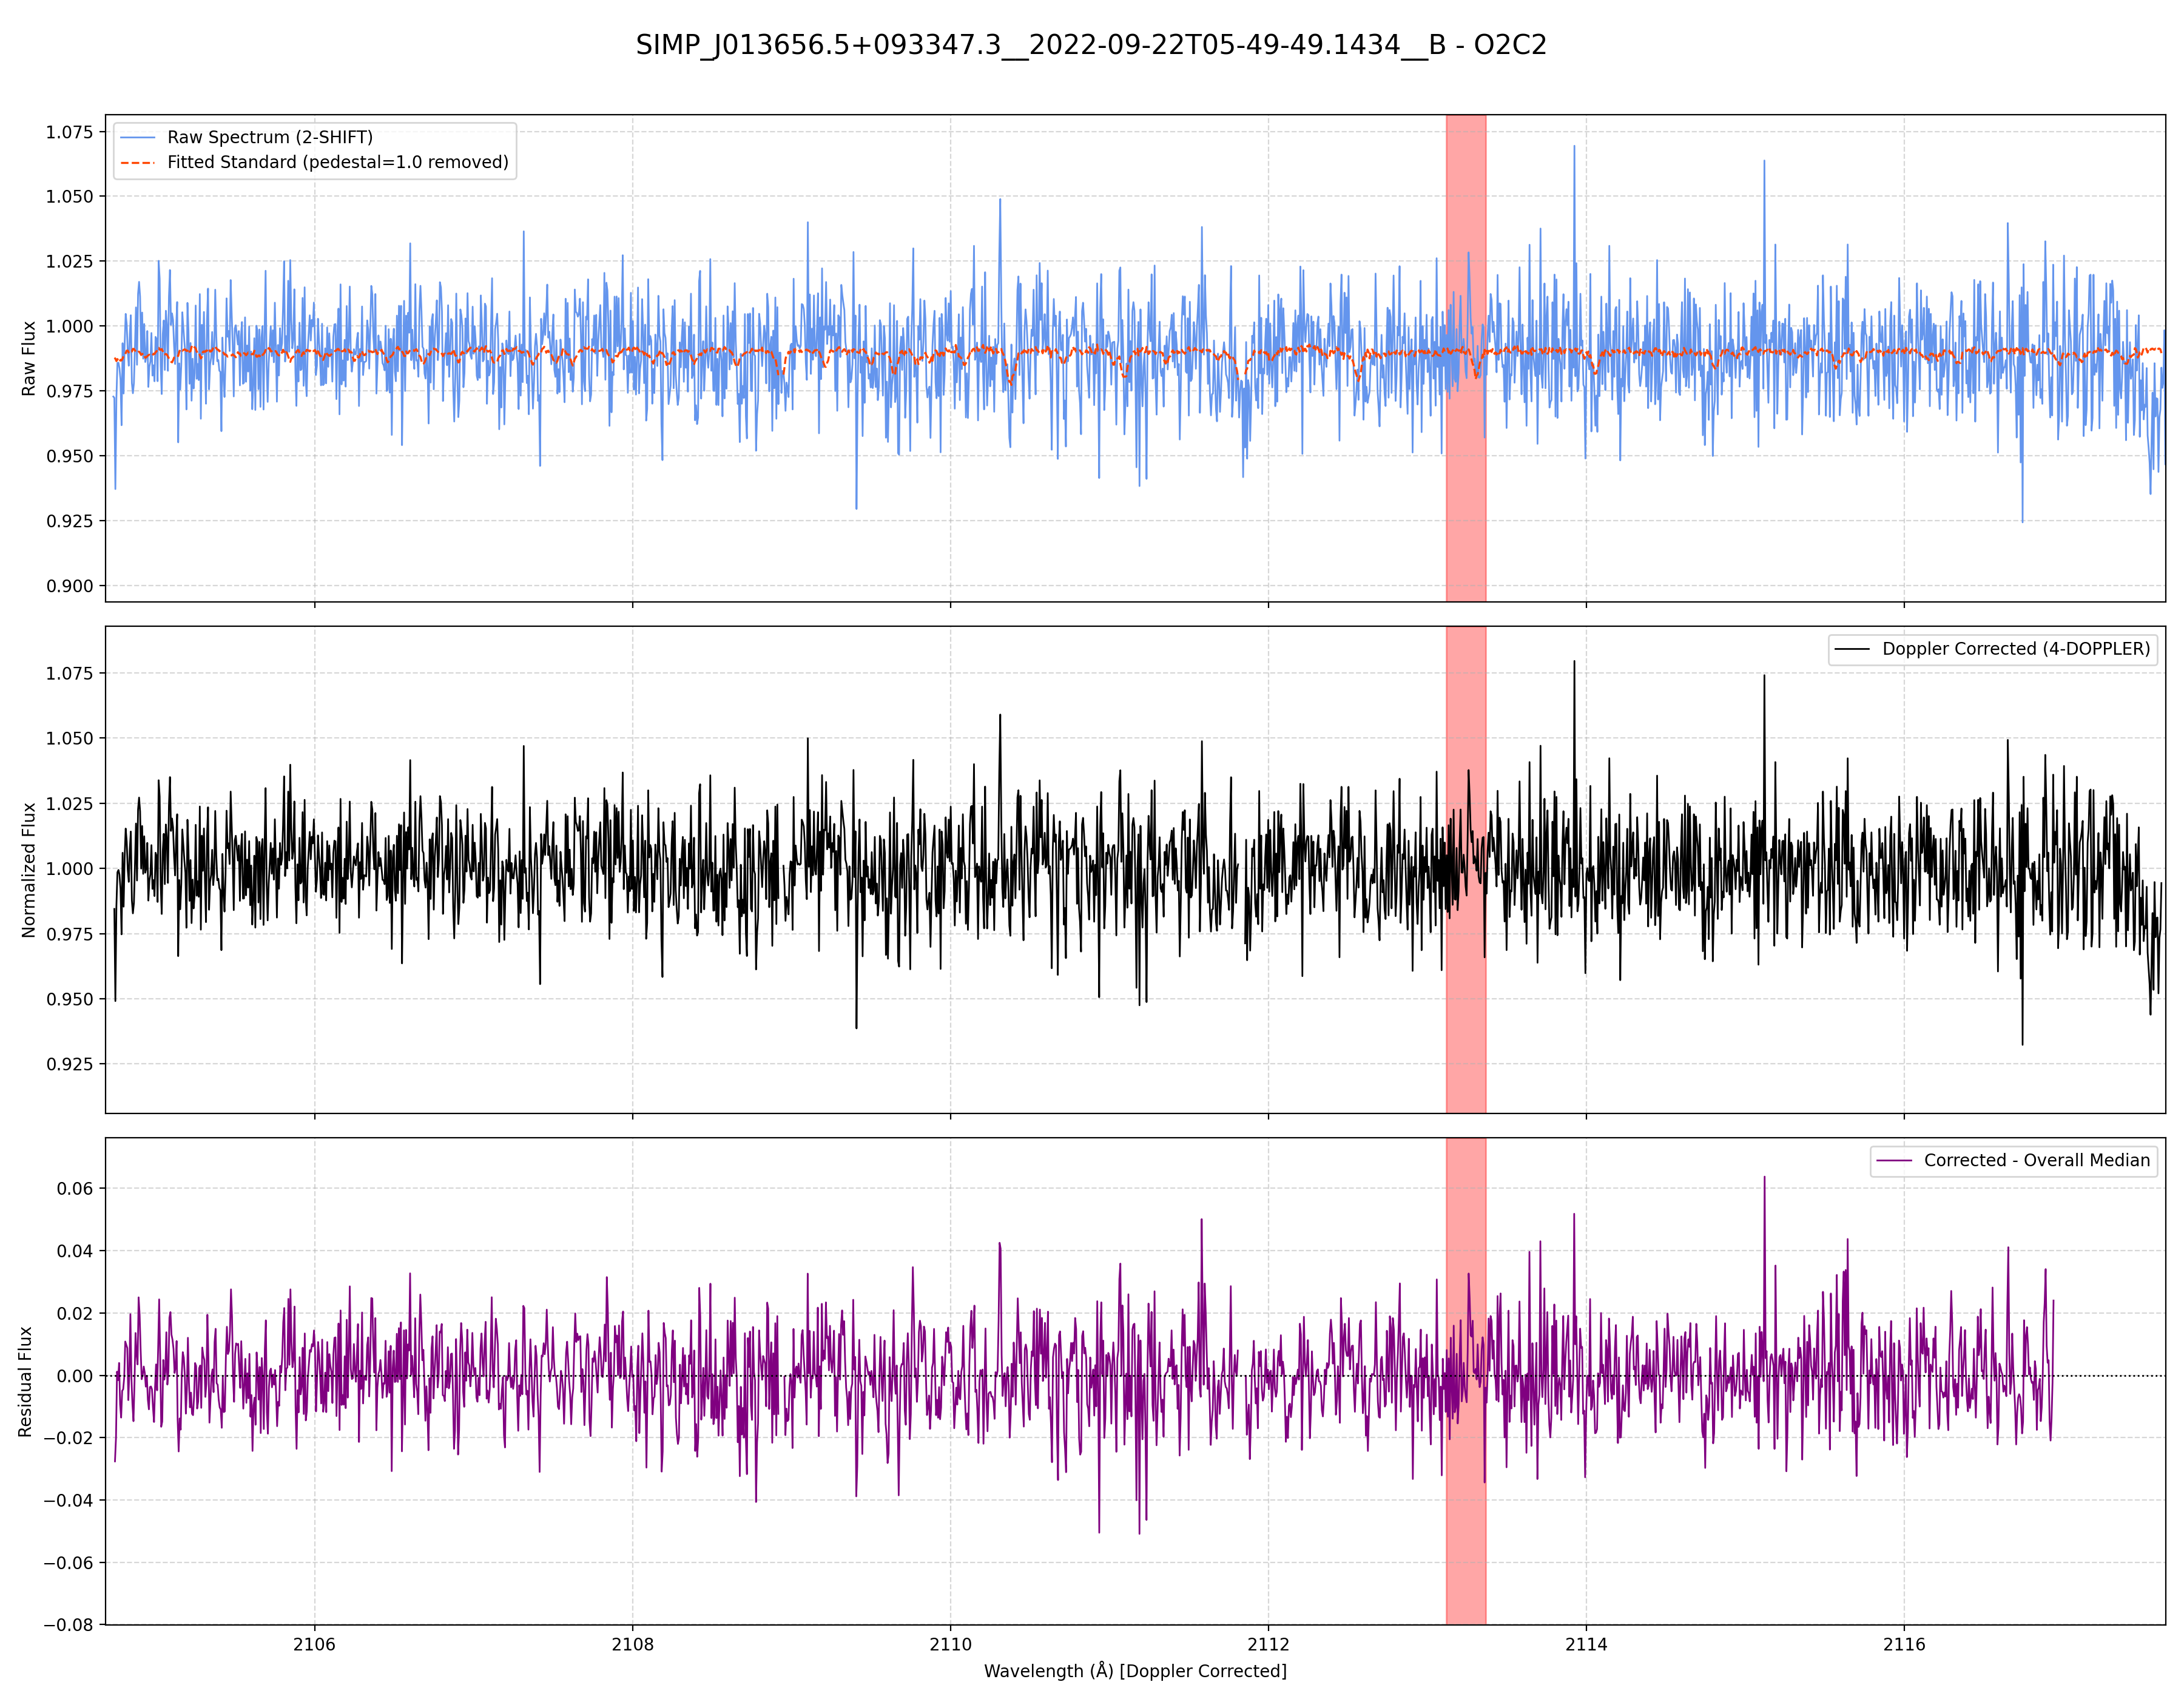 SIMP_J013656.5+093347.3__2022-09-22T05-49-49.1434__B - O2C2
Raw Spectrum (2-SHIFT)
Fitted Standard (pedestal=1.0 removed)
Raw Flux
1.075
1.050
1.025
1.000
0.975
0.950
0.925
0.900
Doppler Corrected (4-DOPPLER)
Normalized Flux
1.075
1.050
1.025
1.000
0.975
0.950
0.925
Corrected - Overall Median
Residual Flux
0.06
0.04
0.02
0.00
−0.02
−0.04
−0.06
−0.08
2106 2108 2110 2112 2114 2116
Wavelength (Å) [Doppler Corrected]